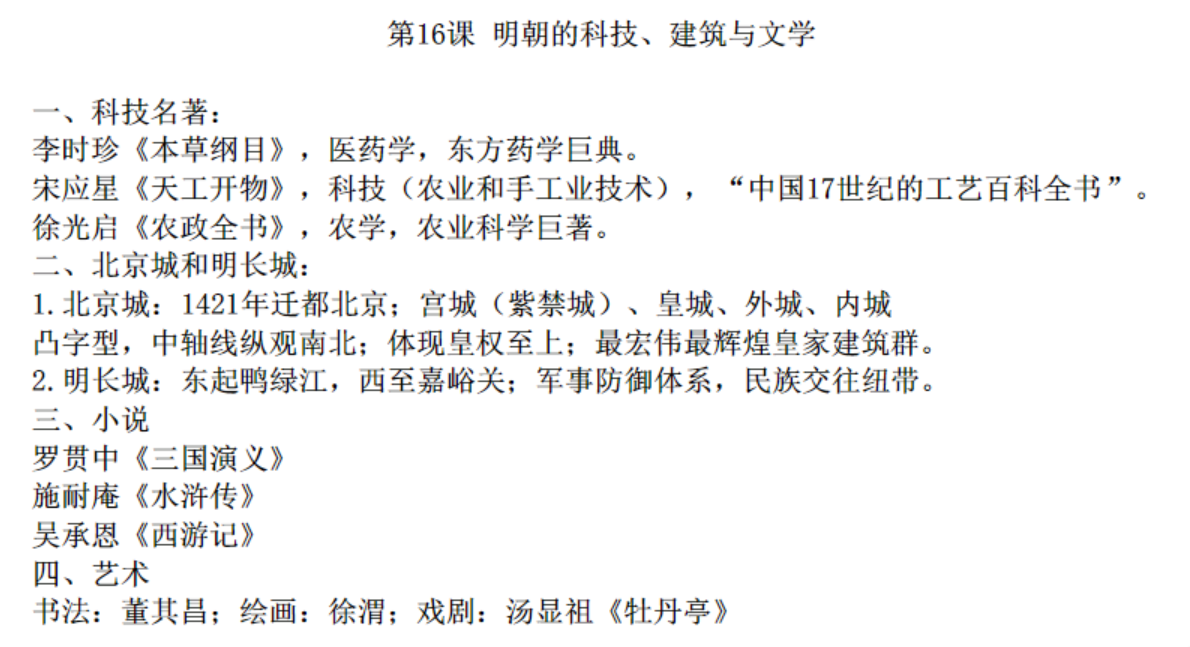 第16课 明朝的科技、建筑与文学
一、科技名著：
李时珍《本草纲目》，医药学，东方药学巨典。
宋应星《天工开物》，科技（农业和手工业技术），“中国17世纪的工艺百科全书”。
徐光启《农政全书》，农学，农业科学巨著。
二、北京城和明长城：
1.北京城：1421年迁都北京；宫城（紫禁城）、皇城、外城、内城
凸字型，中轴线纵观南北；体现皇权至上；最宏伟最辉煌皇家建筑群。
2.明长城：东起鸭绿江，西至嘉峪关；军事防御体系，民族交往纽带。
三、小说
罗贯中《三国演义》
施耐庵《水浒传》
吴承恩《西游记》
四、艺术
书法：董其昌；绘画：徐渭；戏剧：汤显祖《牡丹亭》